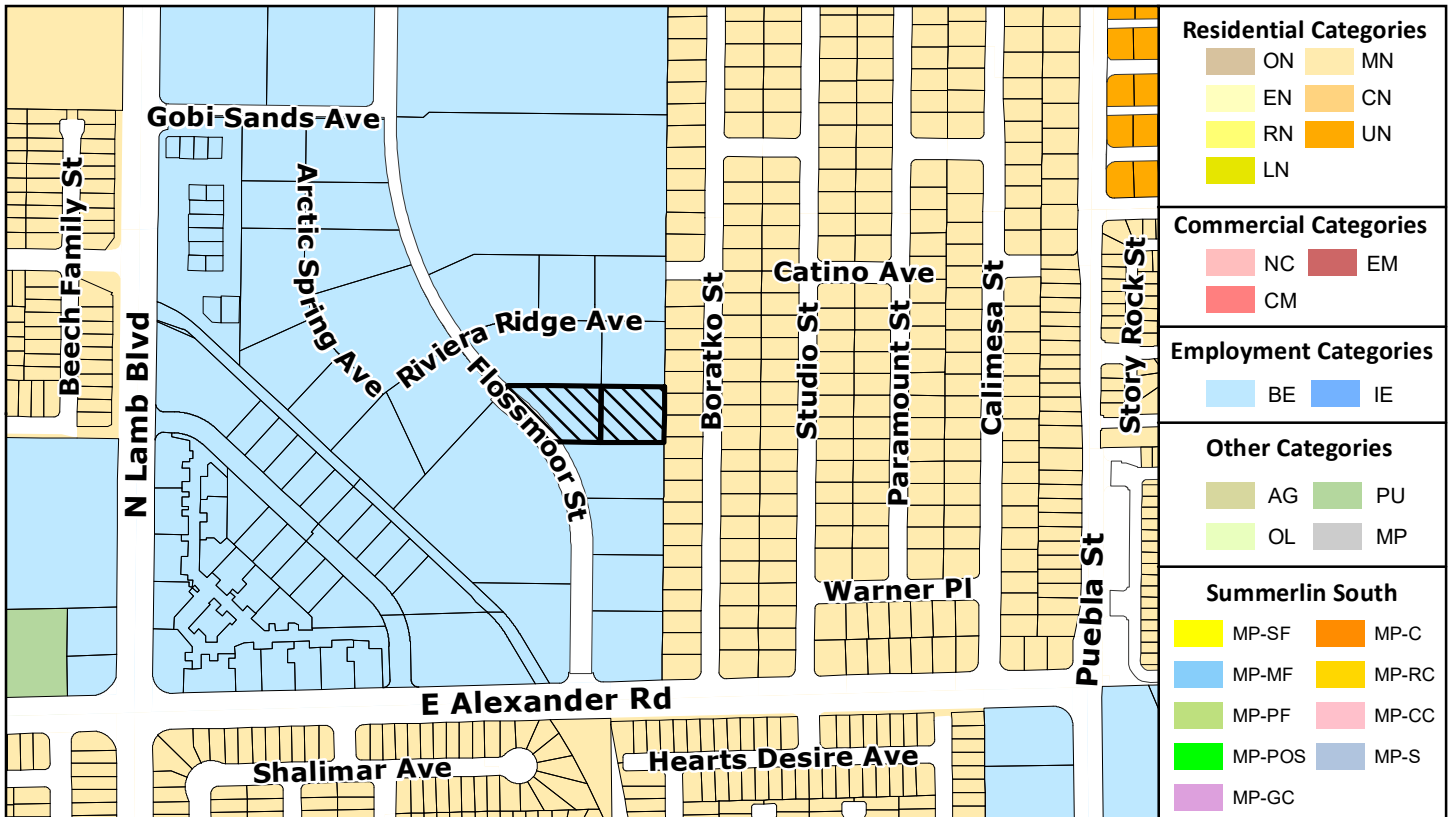 Gobi Sands Ave
Beech Family St
Arctic Spring Ave
N Lamb Blvd
Riviera Ridge Ave
Flossmoor St
Boratko St
Catino Ave
Studio St
Paramount St
Calimesa St
Story Rock St
Warner Pl
Puebla St
E Alexander Rd
Shalimar Ave
Hearts Desire Ave
Residential Categories
ON MN
EN CN
RN UN
LN
Commercial Categories
NC EM
CM
Employment Categories
BE IE
Other Categories
AG PU
OL MP
Summerlin South
MP-SF MP-C
MP-MF MP-RC
MP-PF MP-CC
MP-POS MP-S
MP-GC